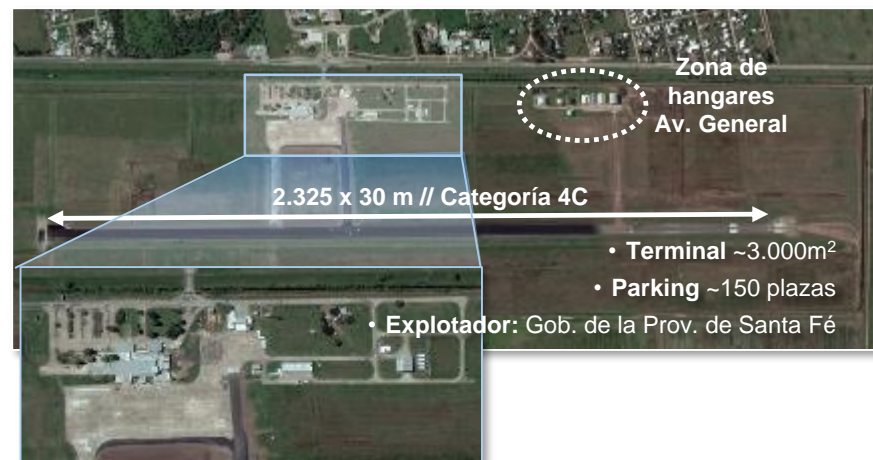 Zona de
hangares
Av. General
2.325 x 30 m // Categoría 4C
• Terminal ~3.000m²
• Parking ~150 plazas
• Explotador: Gob. de la Prov. de Santa Fé